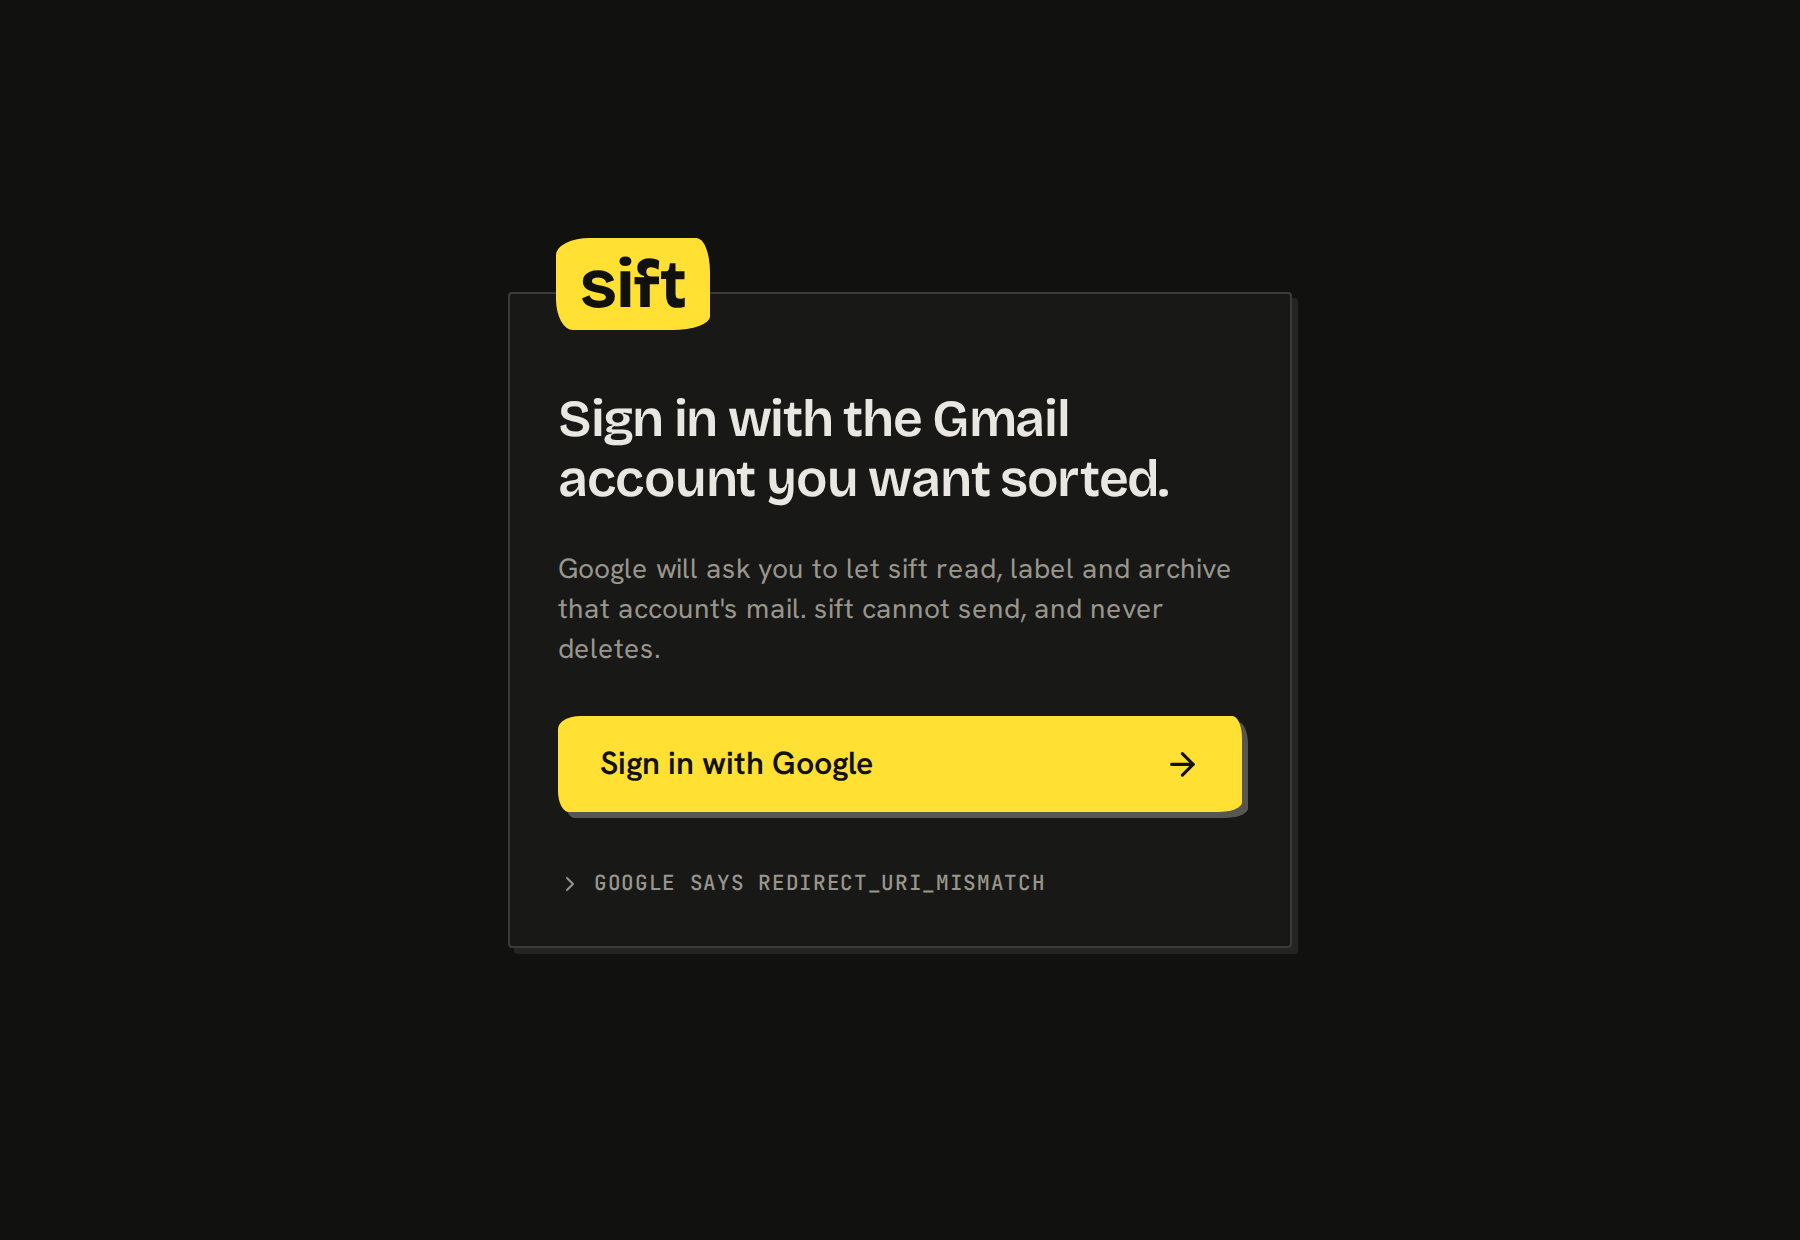 sift
Sign in with the Gmail
account you want sorted.
Google will ask you to let sift read, label and archive
that account's mail. sift cannot send, and never
deletes.
Sign in with Google
GOOGLE SAYS REDIRECT_URI_MISMATCH